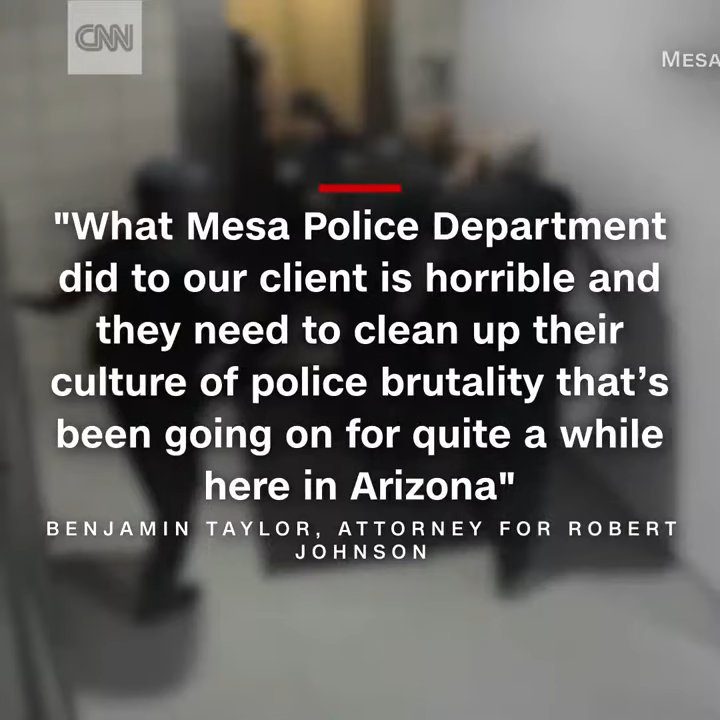 CNN
MESA
"What Mesa Police Department
did to our client is horrible and
they need to clean up their
culture of police brutality that’s
been going on for quite a while
here in Arizona"
BENJAMIN TAYLOR, ATTORNEY FOR ROBERT
JOHNSON